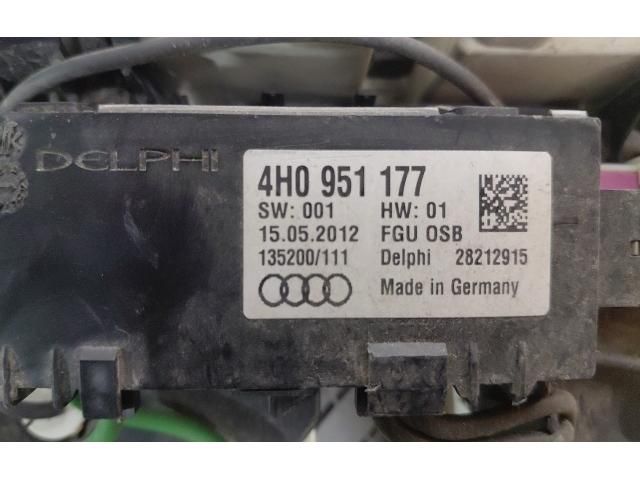 DELPHI
4H0 951 177
SW: 001 HW: 01
15.05.2012 FGU OSB
135200/111 Delphi 28212915
Made in Germany